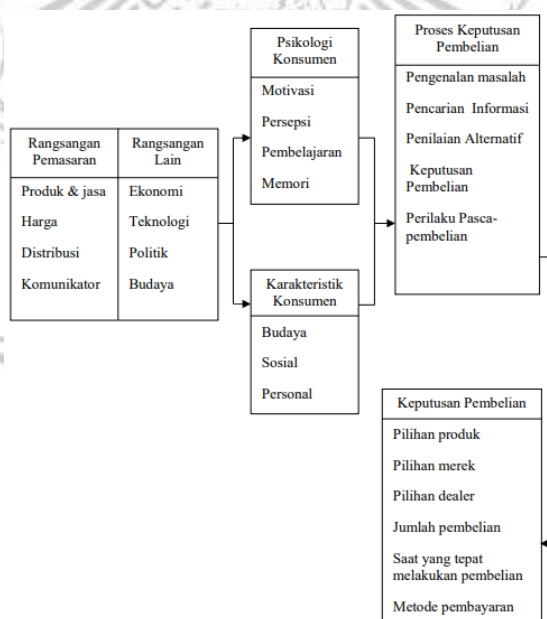 Rangsangan
Pemasaran
Produk & jasa
Harga
Distribusi
Komunikator
Rangsangan
Lain
Ekonomi
Teknologi
Politik
Budaya
Psikologi
Konsumen
Motivasi
Persepsi
Pembelajaran
Memori
Karakteristik
Konsumen
Budaya
Sosial
Personal
Proses Keputusan
Pembelian
Pengenalan masalah
Pencarian Informasi
Penilaian Alternatif
Keputusan
Pembelian
Perilaku Pasca-
pembelian
Keputusan Pembelian
Pilihan produk
Pilihan merek
Pilihan dealer
Jumlah pembelian
Saat yang tepat
melakukan pembelian
Metode pembayaran